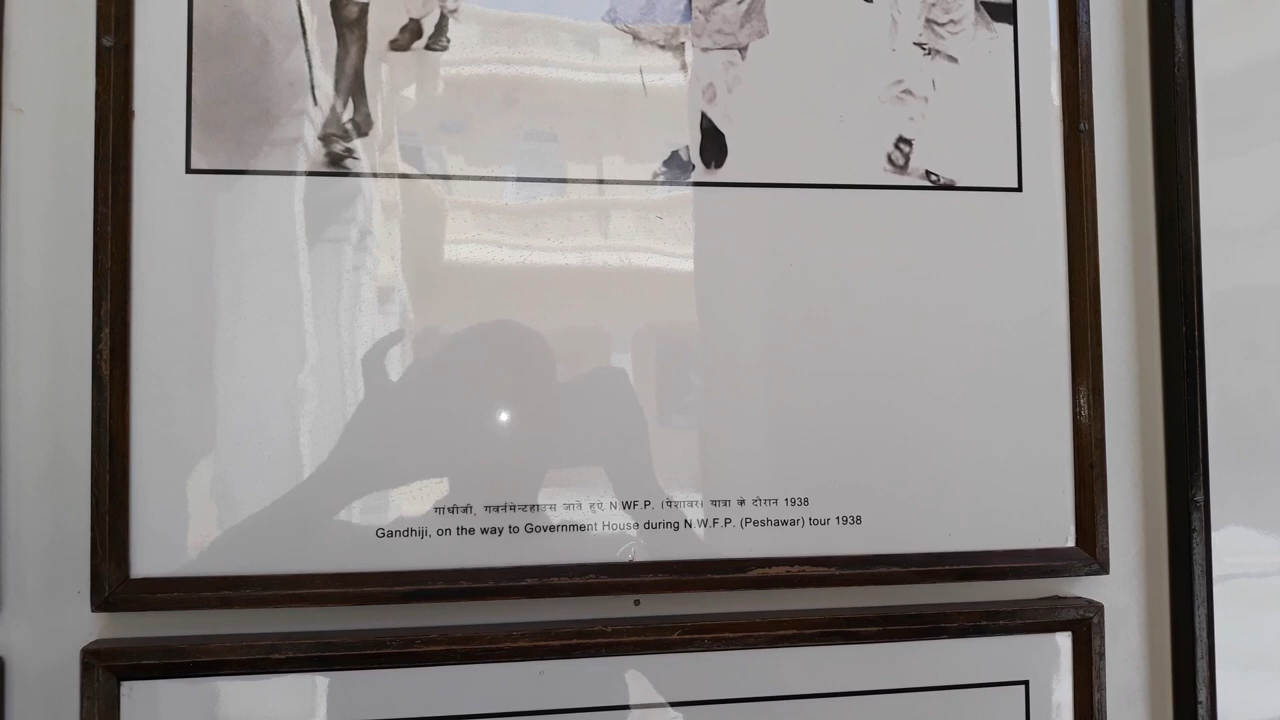 गांधीजी, गवर्नमेन्टहाउस जाते हुऐ N.W.F.P. (पेशावर) यात्रा के दौरान 1938
Gandhiji, on the way to Government House during N.W.F.P. (Peshawar) tour 1938